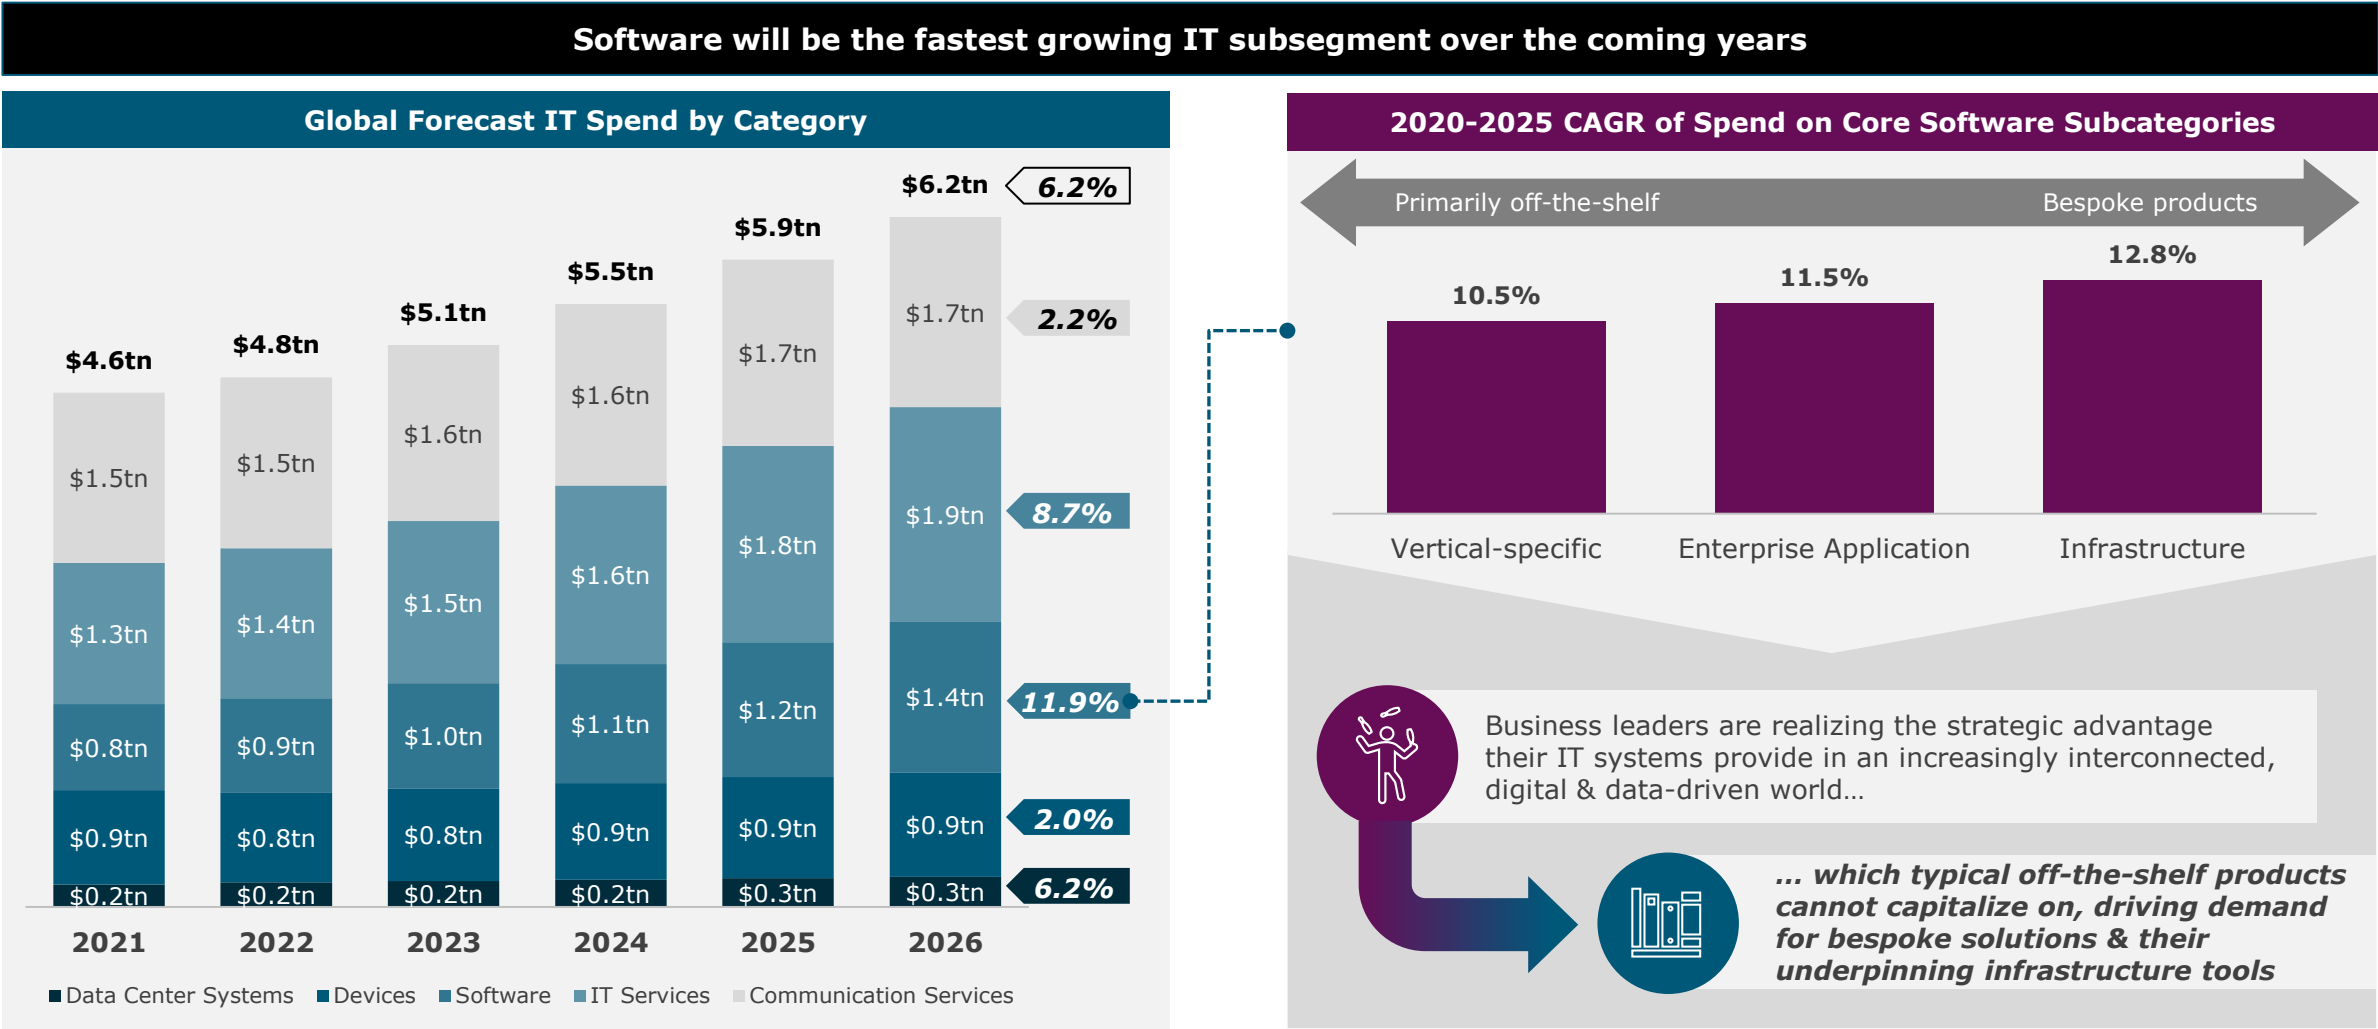 Software will be the fastest growing IT subsegment over the coming years
Global Forecast IT Spend by Category
$4.6tn
$4.8tn
$5.1tn
$5.5tn
$5.9tn
$6.2tn
6.2%
$1.5tn
$1.5tn
$1.6tn
$1.6tn
$1.7tn
$1.7tn
2.2%
$1.3tn
$1.4tn
$1.5tn
$1.6tn
$1.8tn
$1.9tn
8.7%
$0.8tn
$0.9tn
$1.0tn
$1.1tn
$1.2tn
$1.4tn
11.9%
$0.9tn
$0.8tn
$0.8tn
$0.9tn
$0.9tn
$0.9tn
2.0%
$0.2tn
$0.2tn
$0.2tn
$0.2tn
$0.3tn
$0.3tn
6.2%
2021
2022
2023
2024
2025
2026
Data Center Systems
Devices
Software
IT Services
Communication Services
2020-2025 CAGR of Spend on Core Software Subcategories
Primarily off-the-shelf
Bespoke products
10.5%
11.5%
12.8%
Vertical-specific
Enterprise Application
Infrastructure
Business leaders are realizing the strategic advantage
their IT systems provide in an increasingly interconnected,
digital & data-driven world…
… which typical off-the-shelf products
cannot capitalize on, driving demand
for bespoke solutions & their
underpinning infrastructure tools